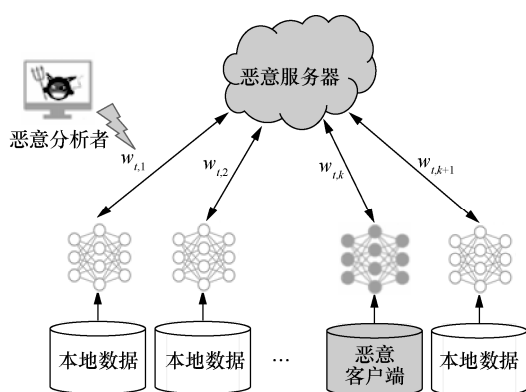 恶意服务器
恶意分析者
w_{t,1}
w_{t,2}
w_{t,k}
w_{t,k+1}
本地数据
本地数据
...
恶意
客户端
本地数据